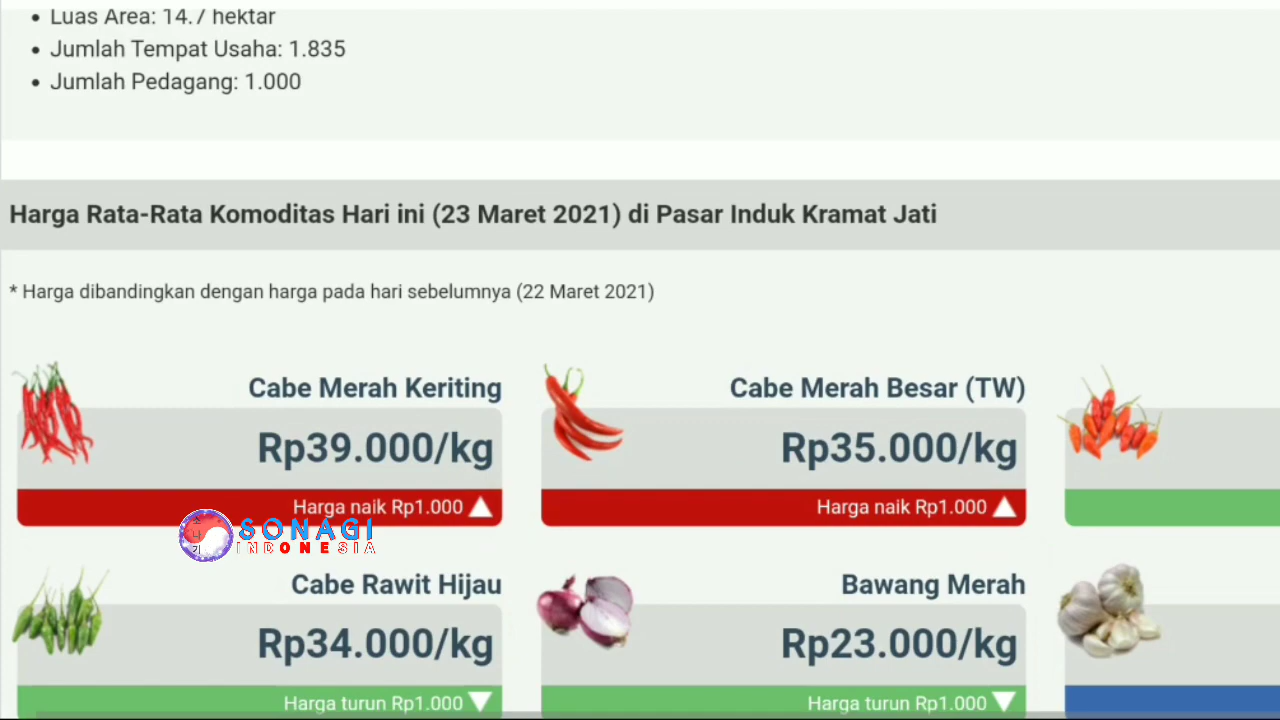 Luas Area: 14.7 hektar
Jumlah Tempat Usaha: 1.835
Jumlah Pedagang: 1.000
Harga Rata-Rata Komoditas Hari ini (23 Maret 2021) di Pasar Induk Kramat Jati
* Harga dibandingkan dengan harga pada hari sebelumnya (22 Maret 2021)
Cabe Merah Keriting
Rp39.000/kg
Harga naik Rp1.000
Cabe Merah Besar (TW)
Rp35.000/kg
Harga naik Rp1.000
소나기
SONAGI
INDONESIA
Cabe Rawit Hijau
Rp34.000/kg
Harga turun Rp1.000
Bawang Merah
Rp23.000/kg
Harga turun Rp1.000